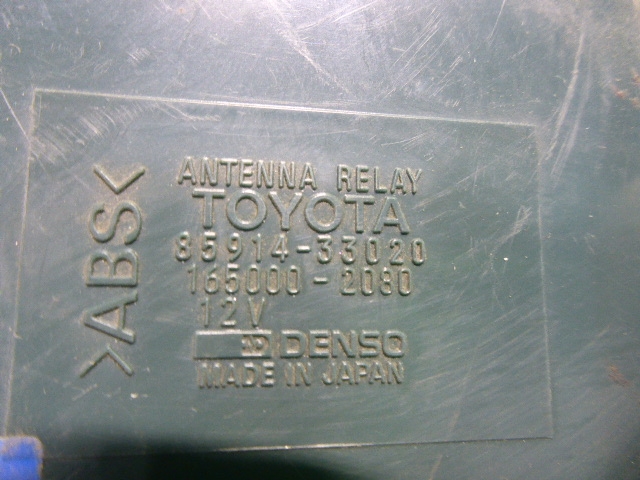 ANTENNA RELAY
TOYOTA
85914-33020
165000-2080
12V
DENSO
MADE IN JAPAN
>ABS<